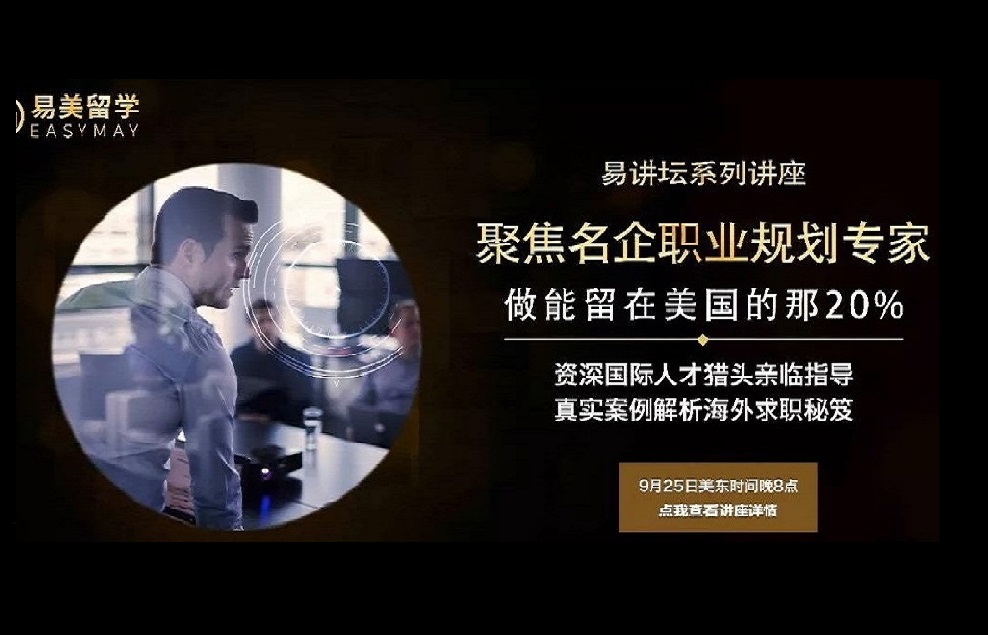 易美留学
EASYMAY
易讲坛系列讲座
聚焦名企职业规划专家
做能留在美国的那20%
资深国际人才猎头亲临指导
真实案例解析海外求职秘笈
9月25日美东时间晚8点
点我查看讲座详情